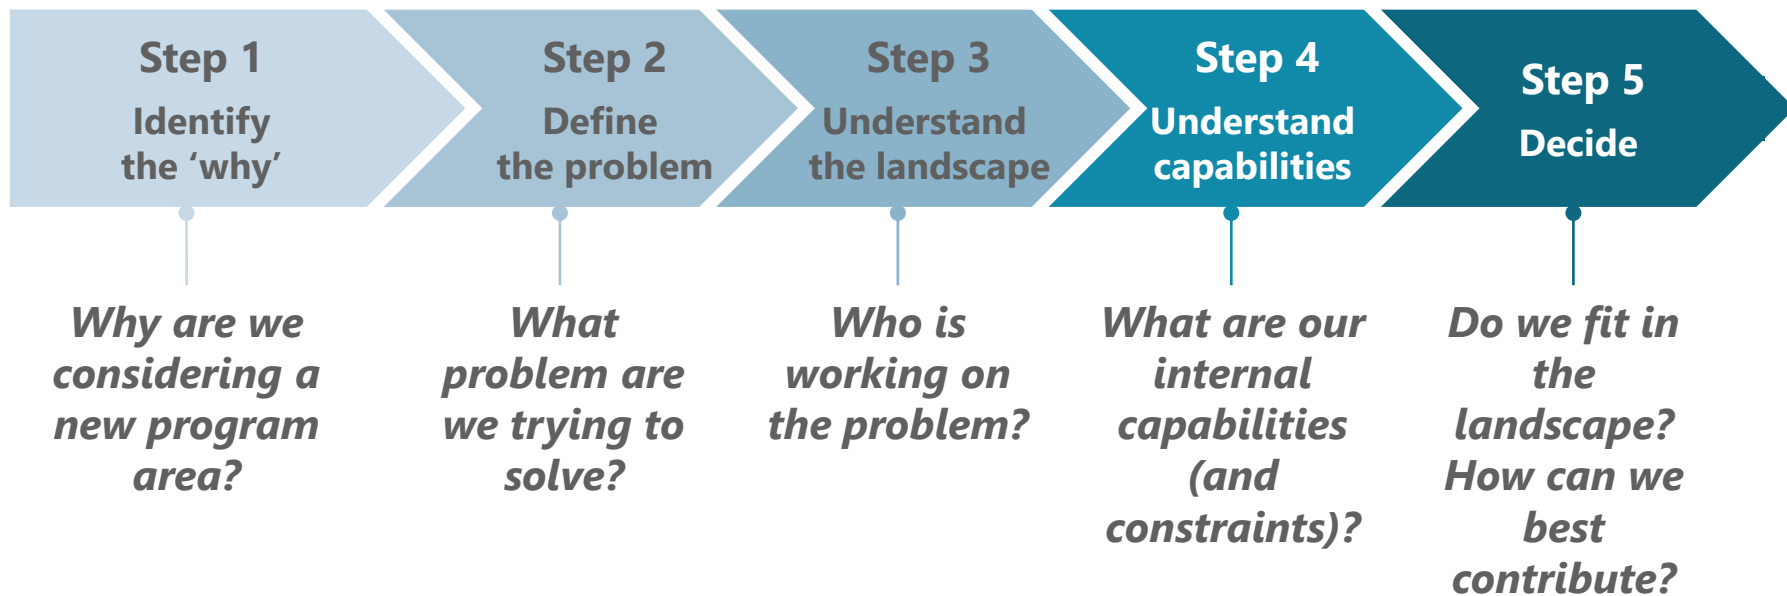 Step 1
Identify
the ‘why’
Step 2
Define
the problem
Step 3
Understand
the landscape
Step 4
Understand
capabilities
Step 5
Decide
Why are we
considering a
new program
area?
What
problem are
we trying to
solve?
Who is
working on
the problem?
What are our
internal
capabilities
(and
constraints)?
Do we fit in
the
landscape?
How can we
best
contribute?